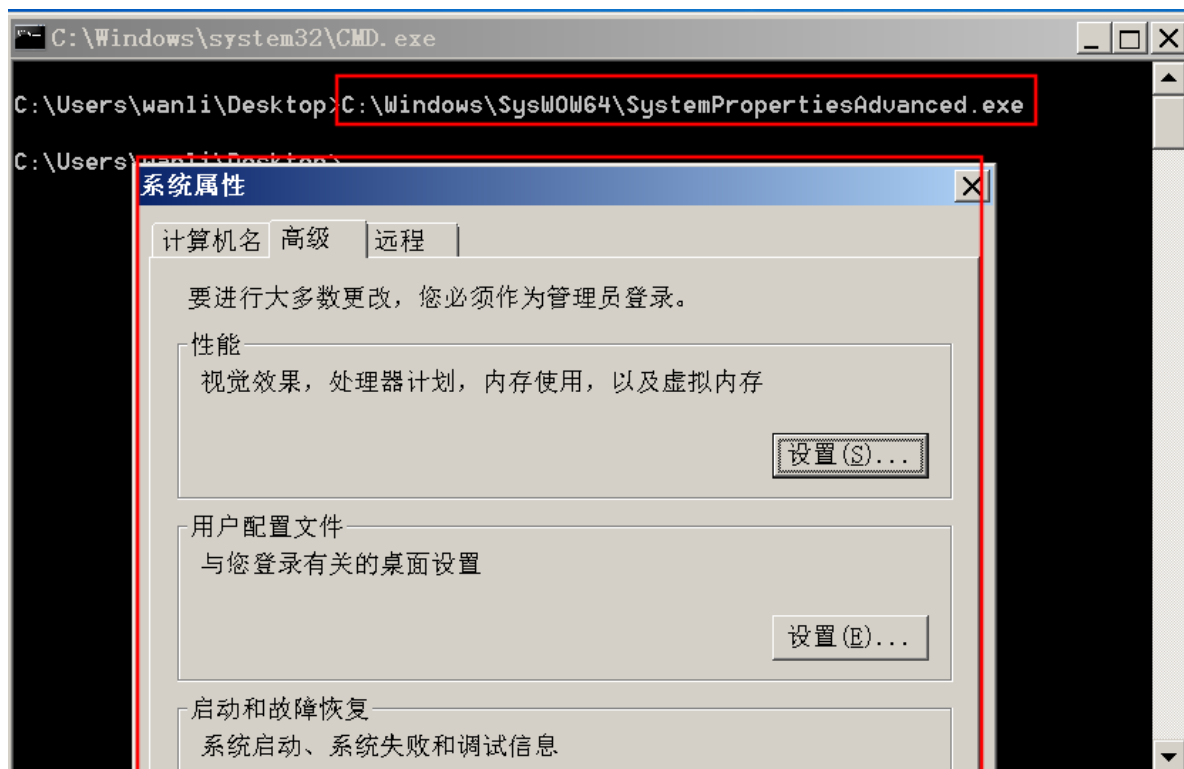 C:\Windows\system32\CMD.exe
C:\Users\wanli\Desktop>C:\Windows\SysWOW64\SystemPropertiesAdvanced.exe
C:\Users\wanli\Desktop>
系统属性
计算机名 高级 远程
要进行大多数更改，您必须作为管理员登录。
性能
视觉效果，处理器计划，内存使用，以及虚拟内存
设置(S)...
用户配置文件
与您登录有关的桌面设置
设置(E)...
启动和故障恢复
系统启动、系统失败和调试信息